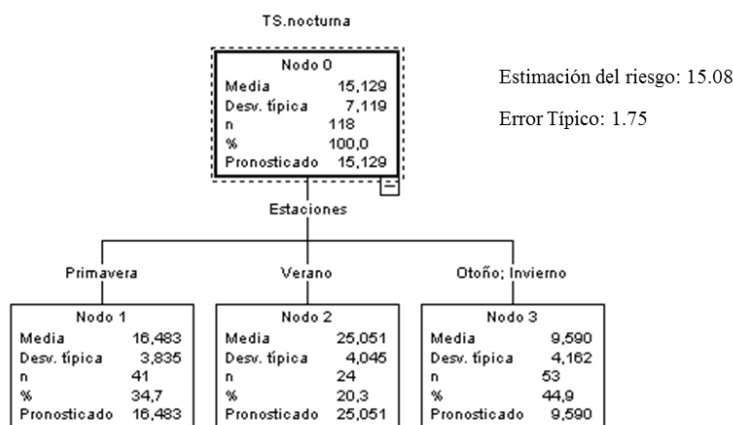 TS.nocturna
Nodo 0
Media 15,129
Desv. típica 7,119
n 118
% 100,0
Pronosticado 15,129
Estimación del riesgo: 15.08
Error Típico: 1.75
Estaciones
Primavera
Verano
Otoño; Invierno
Nodo 1
Media 16,483
Desv. típica 3,835
n 41
% 34,7
Pronosticado 16,483
Nodo 2
Media 25,051
Desv. típica 4,045
n 24
% 20,3
Pronosticado 25,051
Nodo 3
Media 9,590
Desv. típica 4,162
n 53
% 44,9
Pronosticado 9,590